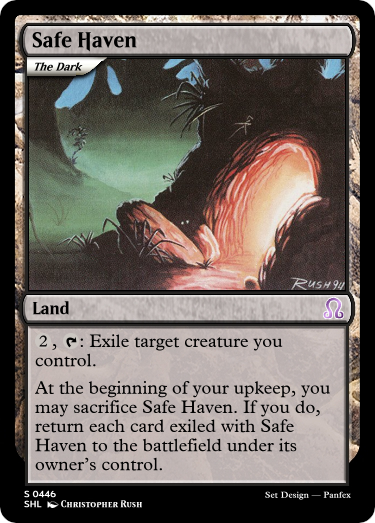 Safe Haven
The Dark
RUSH 94
Land
2 , : Exile target creature you
control.
At the beginning of your upkeep, you
may sacrifice Safe Haven. If you do,
return each card exiled with Safe
Haven to the battlefield under its
owner's control.
S 0446
SHL Christopher Rush
Set Design — Panfex